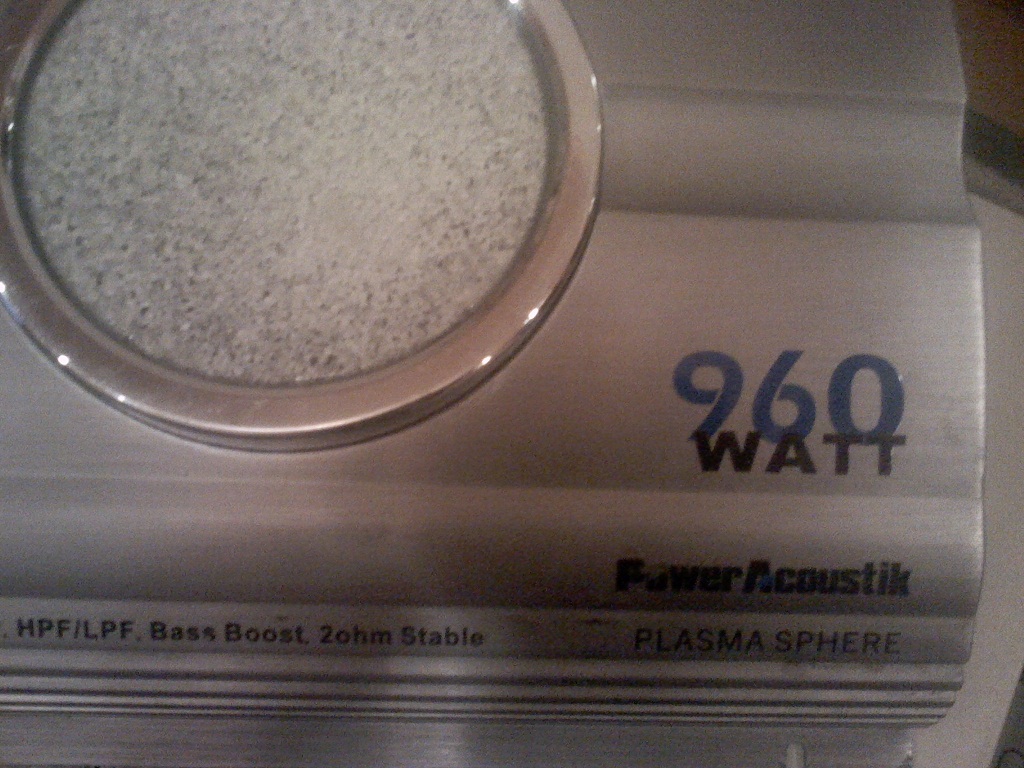 960
WATT
PowerAcoustik
, HPF/LPF, Bass Boost, 2ohm Stable
PLASMA SPHERE